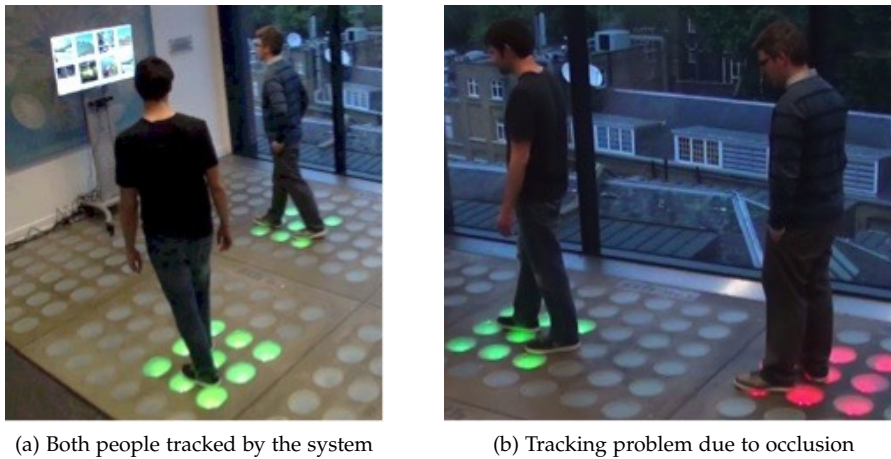 (a) Both people tracked by the system
(b) Tracking problem due to occlusion